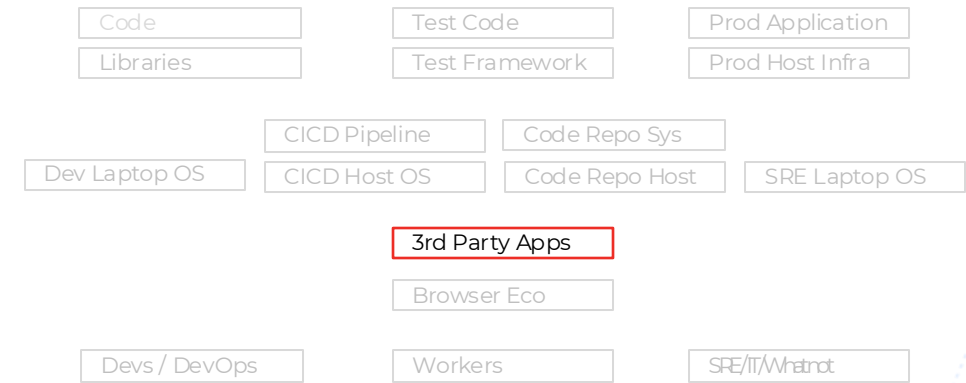 Code
Test Code
Prod Application
Libraries
Test Framework
Prod Host Infra
CICD Pipeline
Code Repo Sys
Dev Laptop OS
CICD Host OS
Code Repo Host
SRE Laptop OS
3rd Party Apps
Browser Eco
Devs / DevOps
Workers
SRE/IT/Whatnot